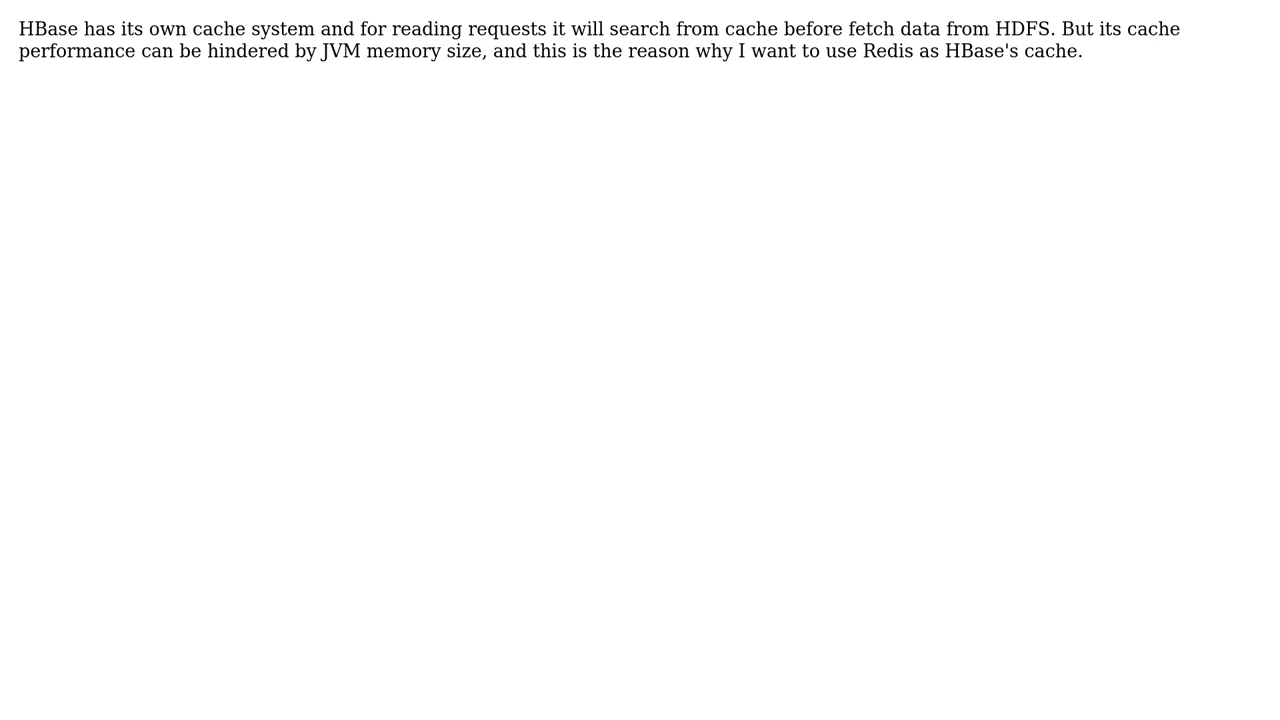 HBase has its own cache system and for reading requests it will search from cache before fetch data from HDFS. But its cache
performance can be hindered by JVM memory size, and this is the reason why I want to use Redis as HBase's cache.